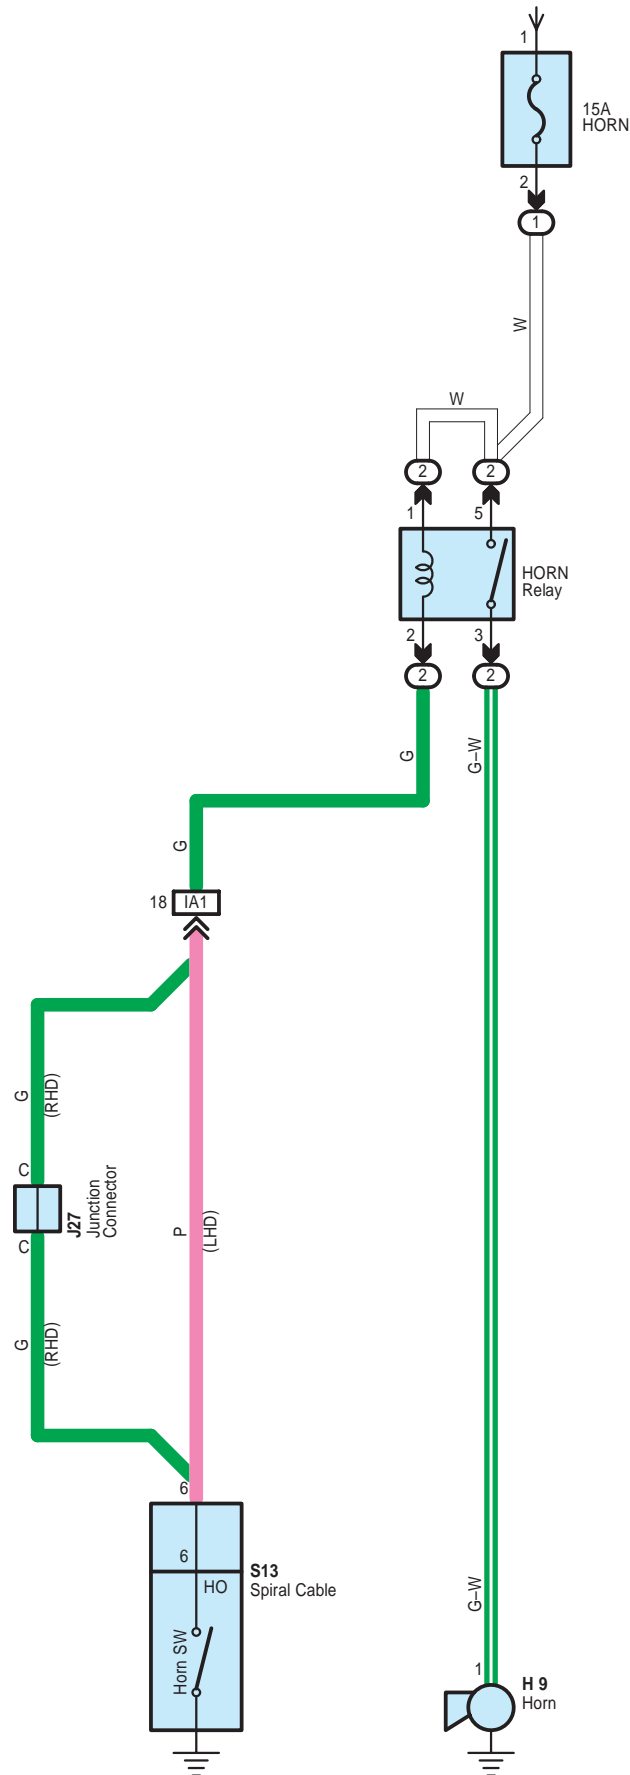 1
15A
HORN
2
1
W
W
2
2
1
5
HORN
Relay
2
3
2
2
G
G–W
G
18
IA1
G
(RHD)
C
J27
Junction
Connector
C
P
(LHD)
G
(RHD)
6
6
S13
Spiral Cable
HO
Horn SW
G–W
1
H 9
Horn